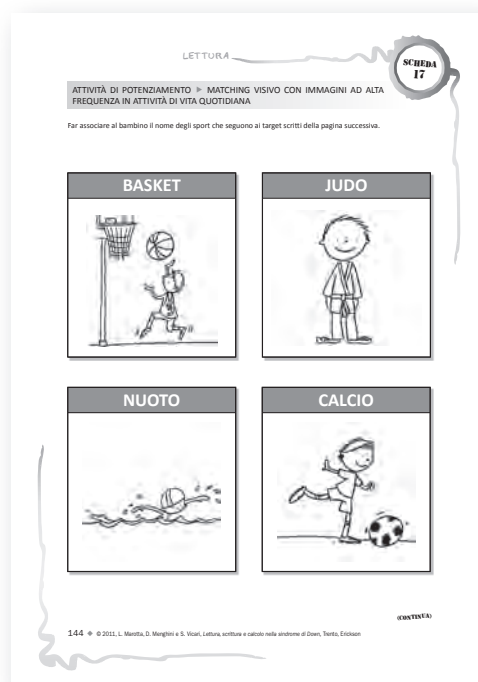 LETTURA
SCHEDA
17
ATTIVITÀ DI POTENZIAMENTO ▶ MATCHING VISIVO CON IMMAGINI AD ALTA
FREQUENZA IN ATTIVITÀ DI VITA QUOTIDIANA
Far associare al bambino il nome degli sport che seguono ai target scritti della pagina successiva.
BASKET
JUDO
NUOTO
CALCIO
(CONTINUA)
144 ◆ © 2011, L. Marotta, D. Menghini e S. Vicari, Lettura, scrittura e calcolo nella sindrome di Down, Trento, Erickson